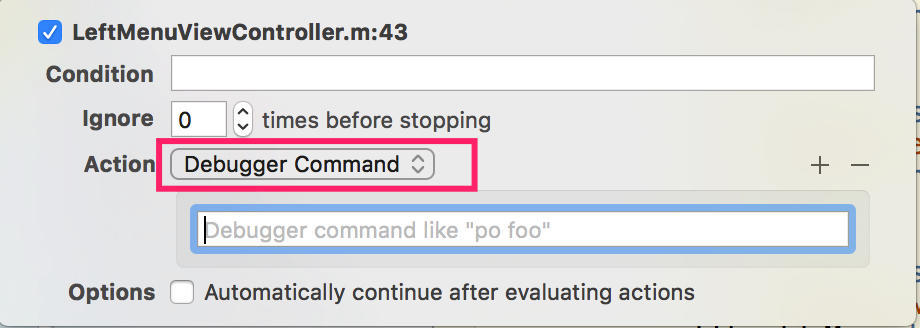 LeftMenuViewController.m:43
Condition
Ignore 0 times before stopping
Action Debugger Command
Debugger command like "po foo"
Options Automatically continue after evaluating actions